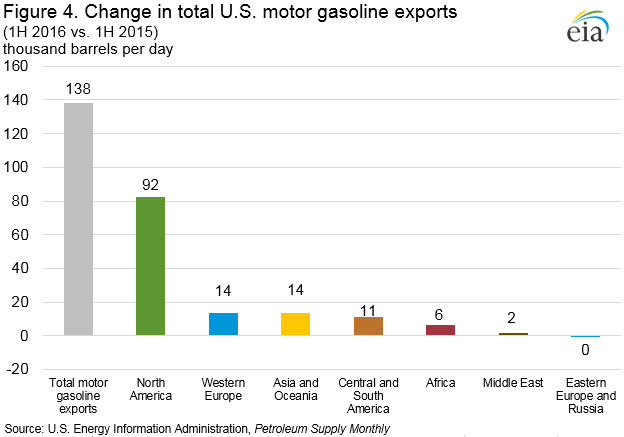 Figure 4. Change in total U.S. motor gasoline exports
(1H 2016 vs. 1H 2015)
thousand barrels per day
eia
160
140
120
100
80
60
40
20
0
-20
138
92
14
14
11
6
2
0
Total motor
gasoline
exports
North
America
Western
Europe
Asia and
Oceania
Central and
South
America
Africa
Middle East
Eastern
Europe and
Russia
Source: U.S. Energy Information Administration, Petroleum Supply Monthly